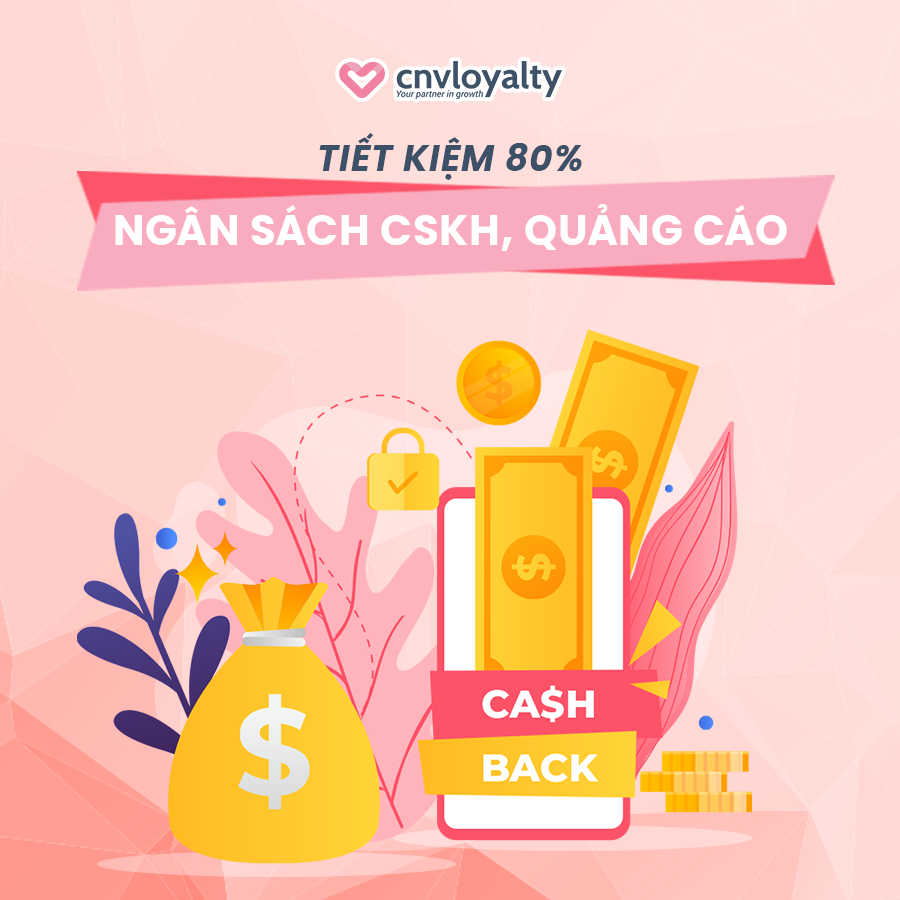 cnvloyalty
Your partner in growth
TIẾT KIỆM 80%
NGÂN SÁCH CSKH, QUẢNG CÁO
$
$
$
CA$H
BACK
$